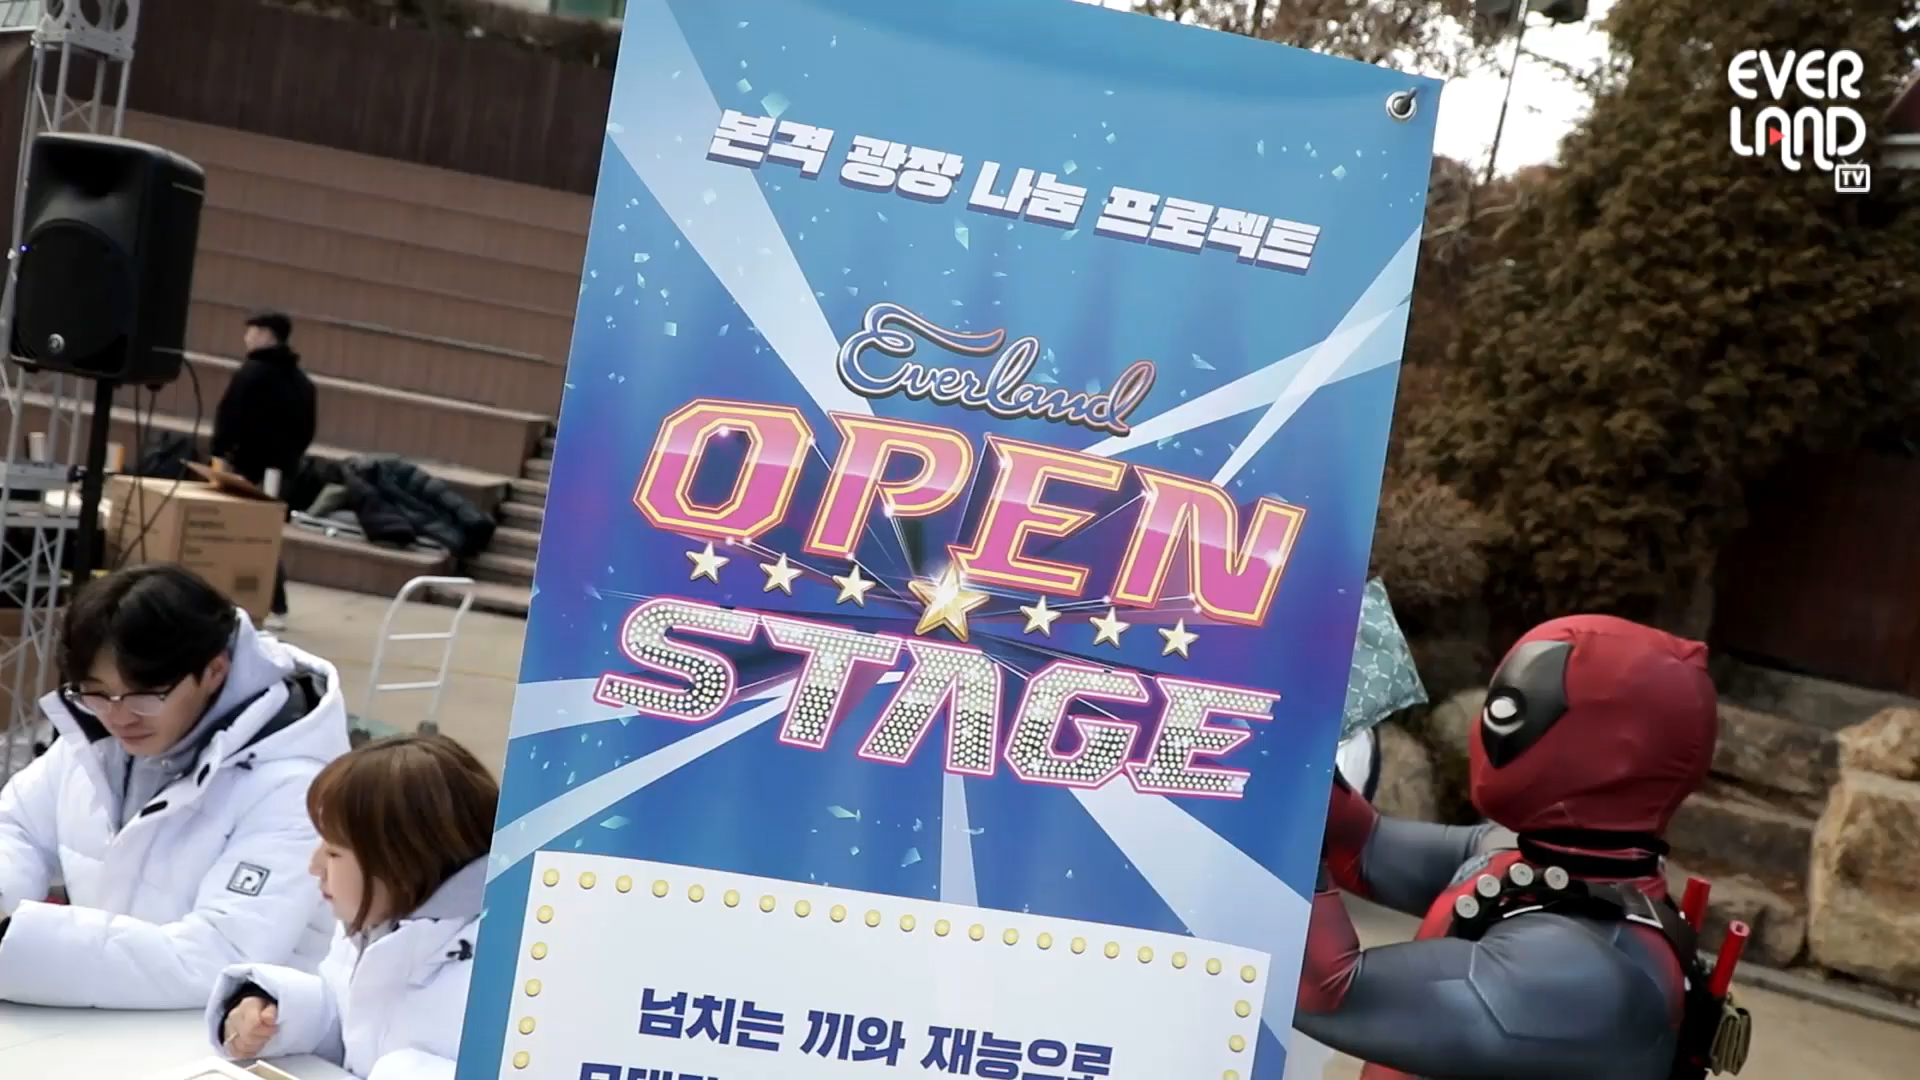 EVER
LAND
TV
본격 광장 나눔 프로젝트
Everland
OPEN
STAGE
넘치는 끼와 재능으로